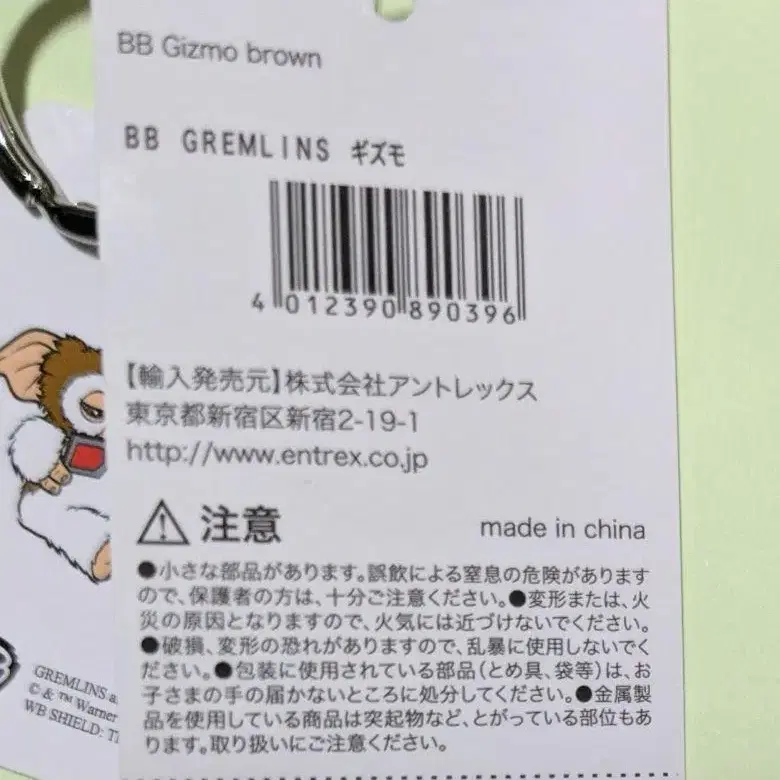 BB Gizmo brown
BB GREMLINS ギズモ
4 012390 890396
【輸入発売元】株式会社アントレックス
東京都新宿区新宿2-19-1
http://www.entrex.co.jp
注意
made in china
●小さな部品があります。誤飲による窒息の危険があります
ので、保護者の方は、十分ご注意ください。●変形または、火
災の原因となりますので、火気には近づけないでください。
●破損、変形の恐れがありますので、乱暴に使用しないでく
ださい。●包装に使用されている部品(とめ具、袋等)は、お
子さまの手の届かないところに処分してください。●金属製
品を使用している商品は突起物など、とがっている部位もあ
ります。取り扱いにご注意ください。
GREMLINS
© & ™ Warner
WB SHIELD: